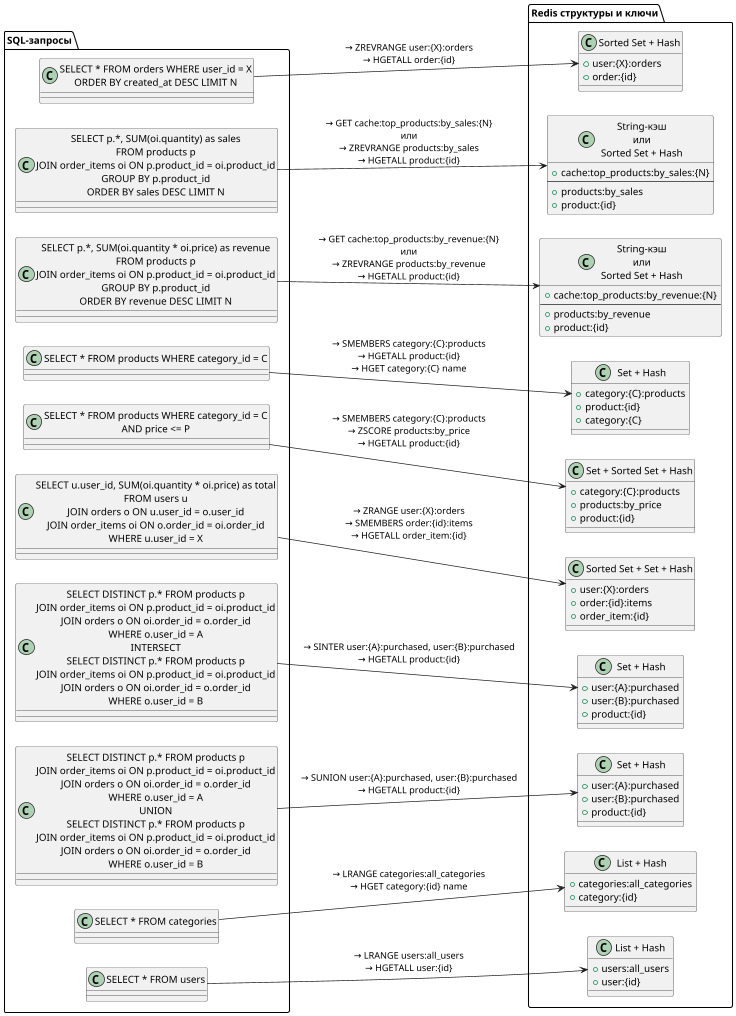 SQL-запросы
Redis структуры и ключи
C SELECT * FROM orders WHERE user_id = X
ORDER BY created_at DESC LIMIT N
→ ZREVRANGE user:{X}:orders
→ HGETALL order:{id}
C Sorted Set + Hash
user:{X}:orders
order:{id}
C SELECT p.*, SUM(oi.quantity) as sales
FROM products p
JOIN order_items oi ON p.product_id = oi.product_id
GROUP BY p.product_id
ORDER BY sales DESC LIMIT N
→ GET cache:top_products:by_sales:{N}
или
→ ZREVRANGE products:by_sales
→ HGETALL product:{id}
C String-кэш
или
Sorted Set + Hash
cache:top_products:by_sales:{N}
products:by_sales
product:{id}
C SELECT p.*, SUM(oi.quantity * oi.price) as revenue
FROM products p
JOIN order_items oi ON p.product_id = oi.product_id
GROUP BY p.product_id
ORDER BY revenue DESC LIMIT N
→ GET cache:top_products:by_revenue:{N}
или
→ ZREVRANGE products:by_revenue
→ HGETALL product:{id}
C String-кэш
или
Sorted Set + Hash
cache:top_products:by_revenue:{N}
products:by_revenue
product:{id}
C SELECT * FROM products WHERE category_id = C
→ SMEMBERS category:{C}:products
→ HGETALL product:{id}
→ HGET category:{C} name
C Set + Hash
category:{C}:products
product:{id}
category:{C}
C SELECT * FROM products WHERE category_id = C
AND price <= P
→ SMEMBERS category:{C}:products
→ ZSCORE products:by_price
→ HGETALL product:{id}
C Set + Sorted Set + Hash
category:{C}:products
products:by_price
product:{id}
C SELECT u.user_id, SUM(oi.quantity * oi.price) as total
FROM users u
JOIN orders o ON u.user_id = o.user_id
JOIN order_items oi ON o.order_id = oi.order_id
WHERE u.user_id = X
→ ZRANGE user:{X}:orders
→ SMEMBERS order:{id}:items
→ HGETALL order_item:{id}
C Sorted Set + Set + Hash
user:{X}:orders
order:{id}:items
order_item:{id}
C SELECT DISTINCT p.* FROM products p
JOIN order_items oi ON p.product_id = oi.product_id
JOIN orders o ON oi.order_id = o.order_id
WHERE o.user_id = A
INTERSECT
SELECT DISTINCT p.* FROM products p
JOIN order_items oi ON p.product_id = oi.product_id
JOIN orders o ON oi.order_id = o.order_id
WHERE o.user_id = B
→ SINTER user:{A}:purchased, user:{B}:purchased
→ HGETALL product:{id}
C Set + Hash
user:{A}:purchased
user:{B}:purchased
product:{id}
C SELECT DISTINCT p.* FROM products p
JOIN order_items oi ON p.product_id = oi.product_id
JOIN orders o ON oi.order_id = o.order_id
WHERE o.user_id = A
UNION
SELECT DISTINCT p.* FROM products p
JOIN order_items oi ON p.product_id = oi.product_id
JOIN orders o ON oi.order_id = o.order_id
WHERE o.user_id = B
→ SUNION user:{A}:purchased, user:{B}:purchased
→ HGETALL product:{id}
C Set + Hash
user:{A}:purchased
user:{B}:purchased
product:{id}
C SELECT * FROM categories
→ LRANGE categories:all_categories
→ HGET category:{id} name
C List + Hash
categories:all_categories
category:{id}
C SELECT * FROM users
→ LRANGE users:all_users
→ HGETALL user:{id}
C List + Hash
users:all_users
user:{id}